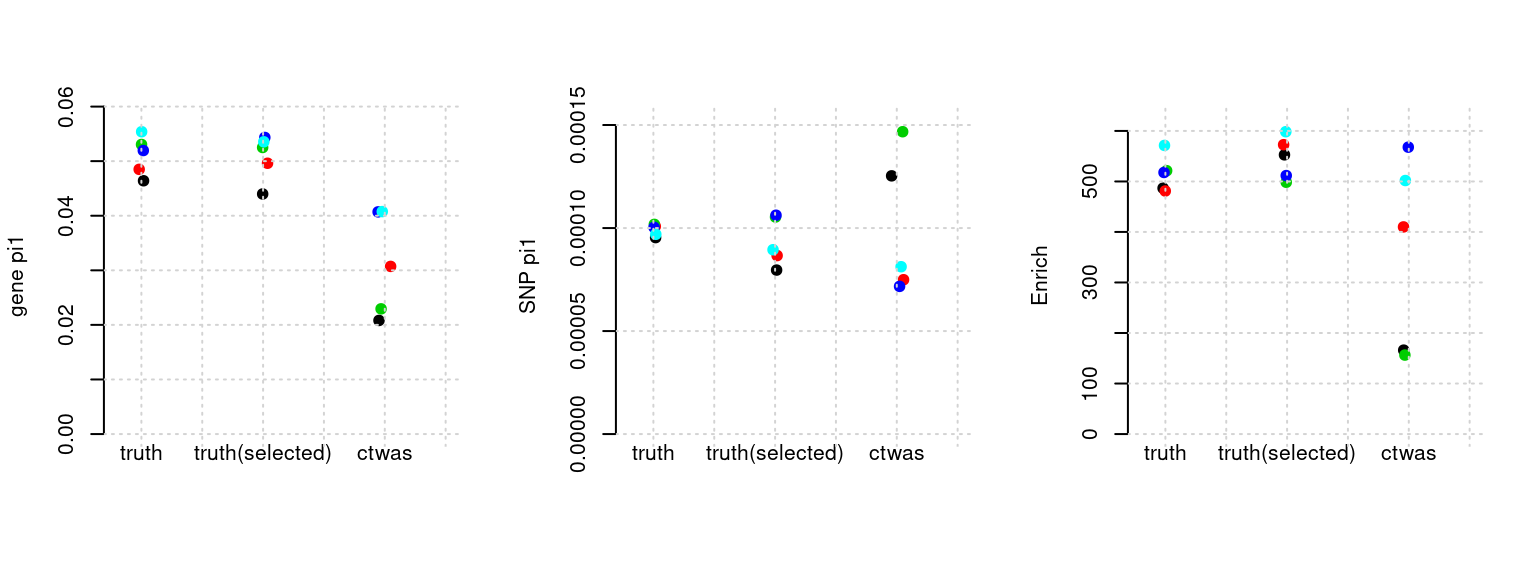 gene pi1
0.06
0.04
0.02
0.00
truth
truth(selected)
ctwas
SNP pi1
0.00015
0.00010
0.00005
0.00000
truth
truth(selected)
ctwas
Enrich
500
300
100
0
truth
truth(selected)
ctwas